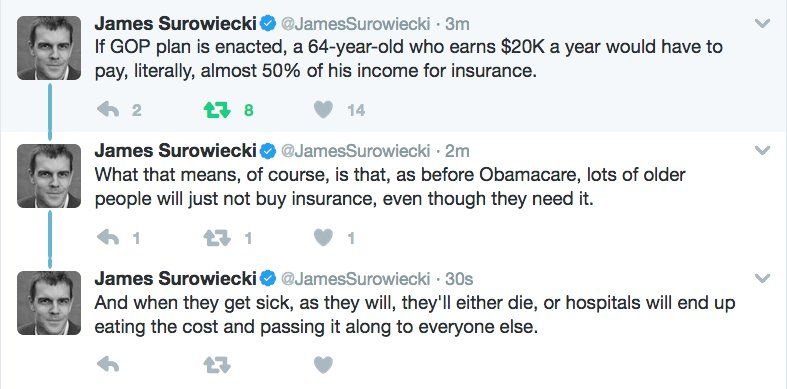 James Surowiecki @JamesSurowiecki · 3m
If GOP plan is enacted, a 64-year-old who earns $20K a year would have to
pay, literally, almost 50% of his income for insurance.
2 8 14
James Surowiecki @JamesSurowiecki · 2m
What that means, of course, is that, as before Obamacare, lots of older
people will just not buy insurance, even though they need it.
1 1 1
James Surowiecki @JamesSurowiecki · 30s
And when they get sick, as they will, they'll either die, or hospitals will end up
eating the cost and passing it along to everyone else.